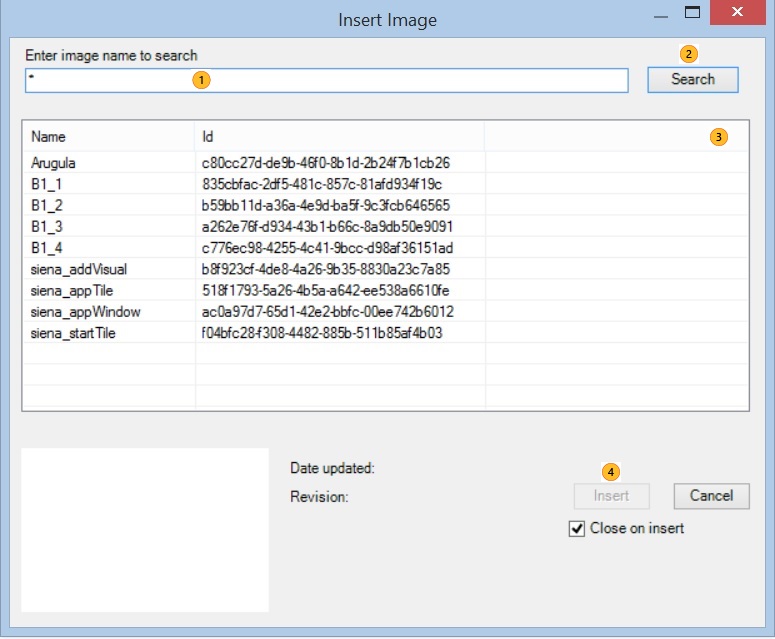 Insert Image
Enter image name to search
2
* 1
Search
Name Id 3
Arugula c80cc27d-de9b-46f0-8b1d-2b24f7b1cb26
B1_1 835cbfac-2df5-481c-857c-81afd934f19c
B1_2 b59bb11d-a36a-4e9d-ba5f-9c3fcb646565
B1_3 a262e76f-d934-43b1-b66c-8a9db50e9091
B1_4 c776ec98-4255-4c41-9bcc-d98af36151ad
siena_addVisual b8f923cf-4de8-4a26-9b35-8830a23c7a85
siena_appTile 518f1793-5a26-4b5a-a642-ee538a6610fe
siena_appWindow ac0a97d7-65d1-42e2-bbfc-00ee742b6012
siena_startTile f04bfc28-f308-4482-885b-511b85af4b03
Date updated:
4
Revision:
Insert Cancel
Close on insert